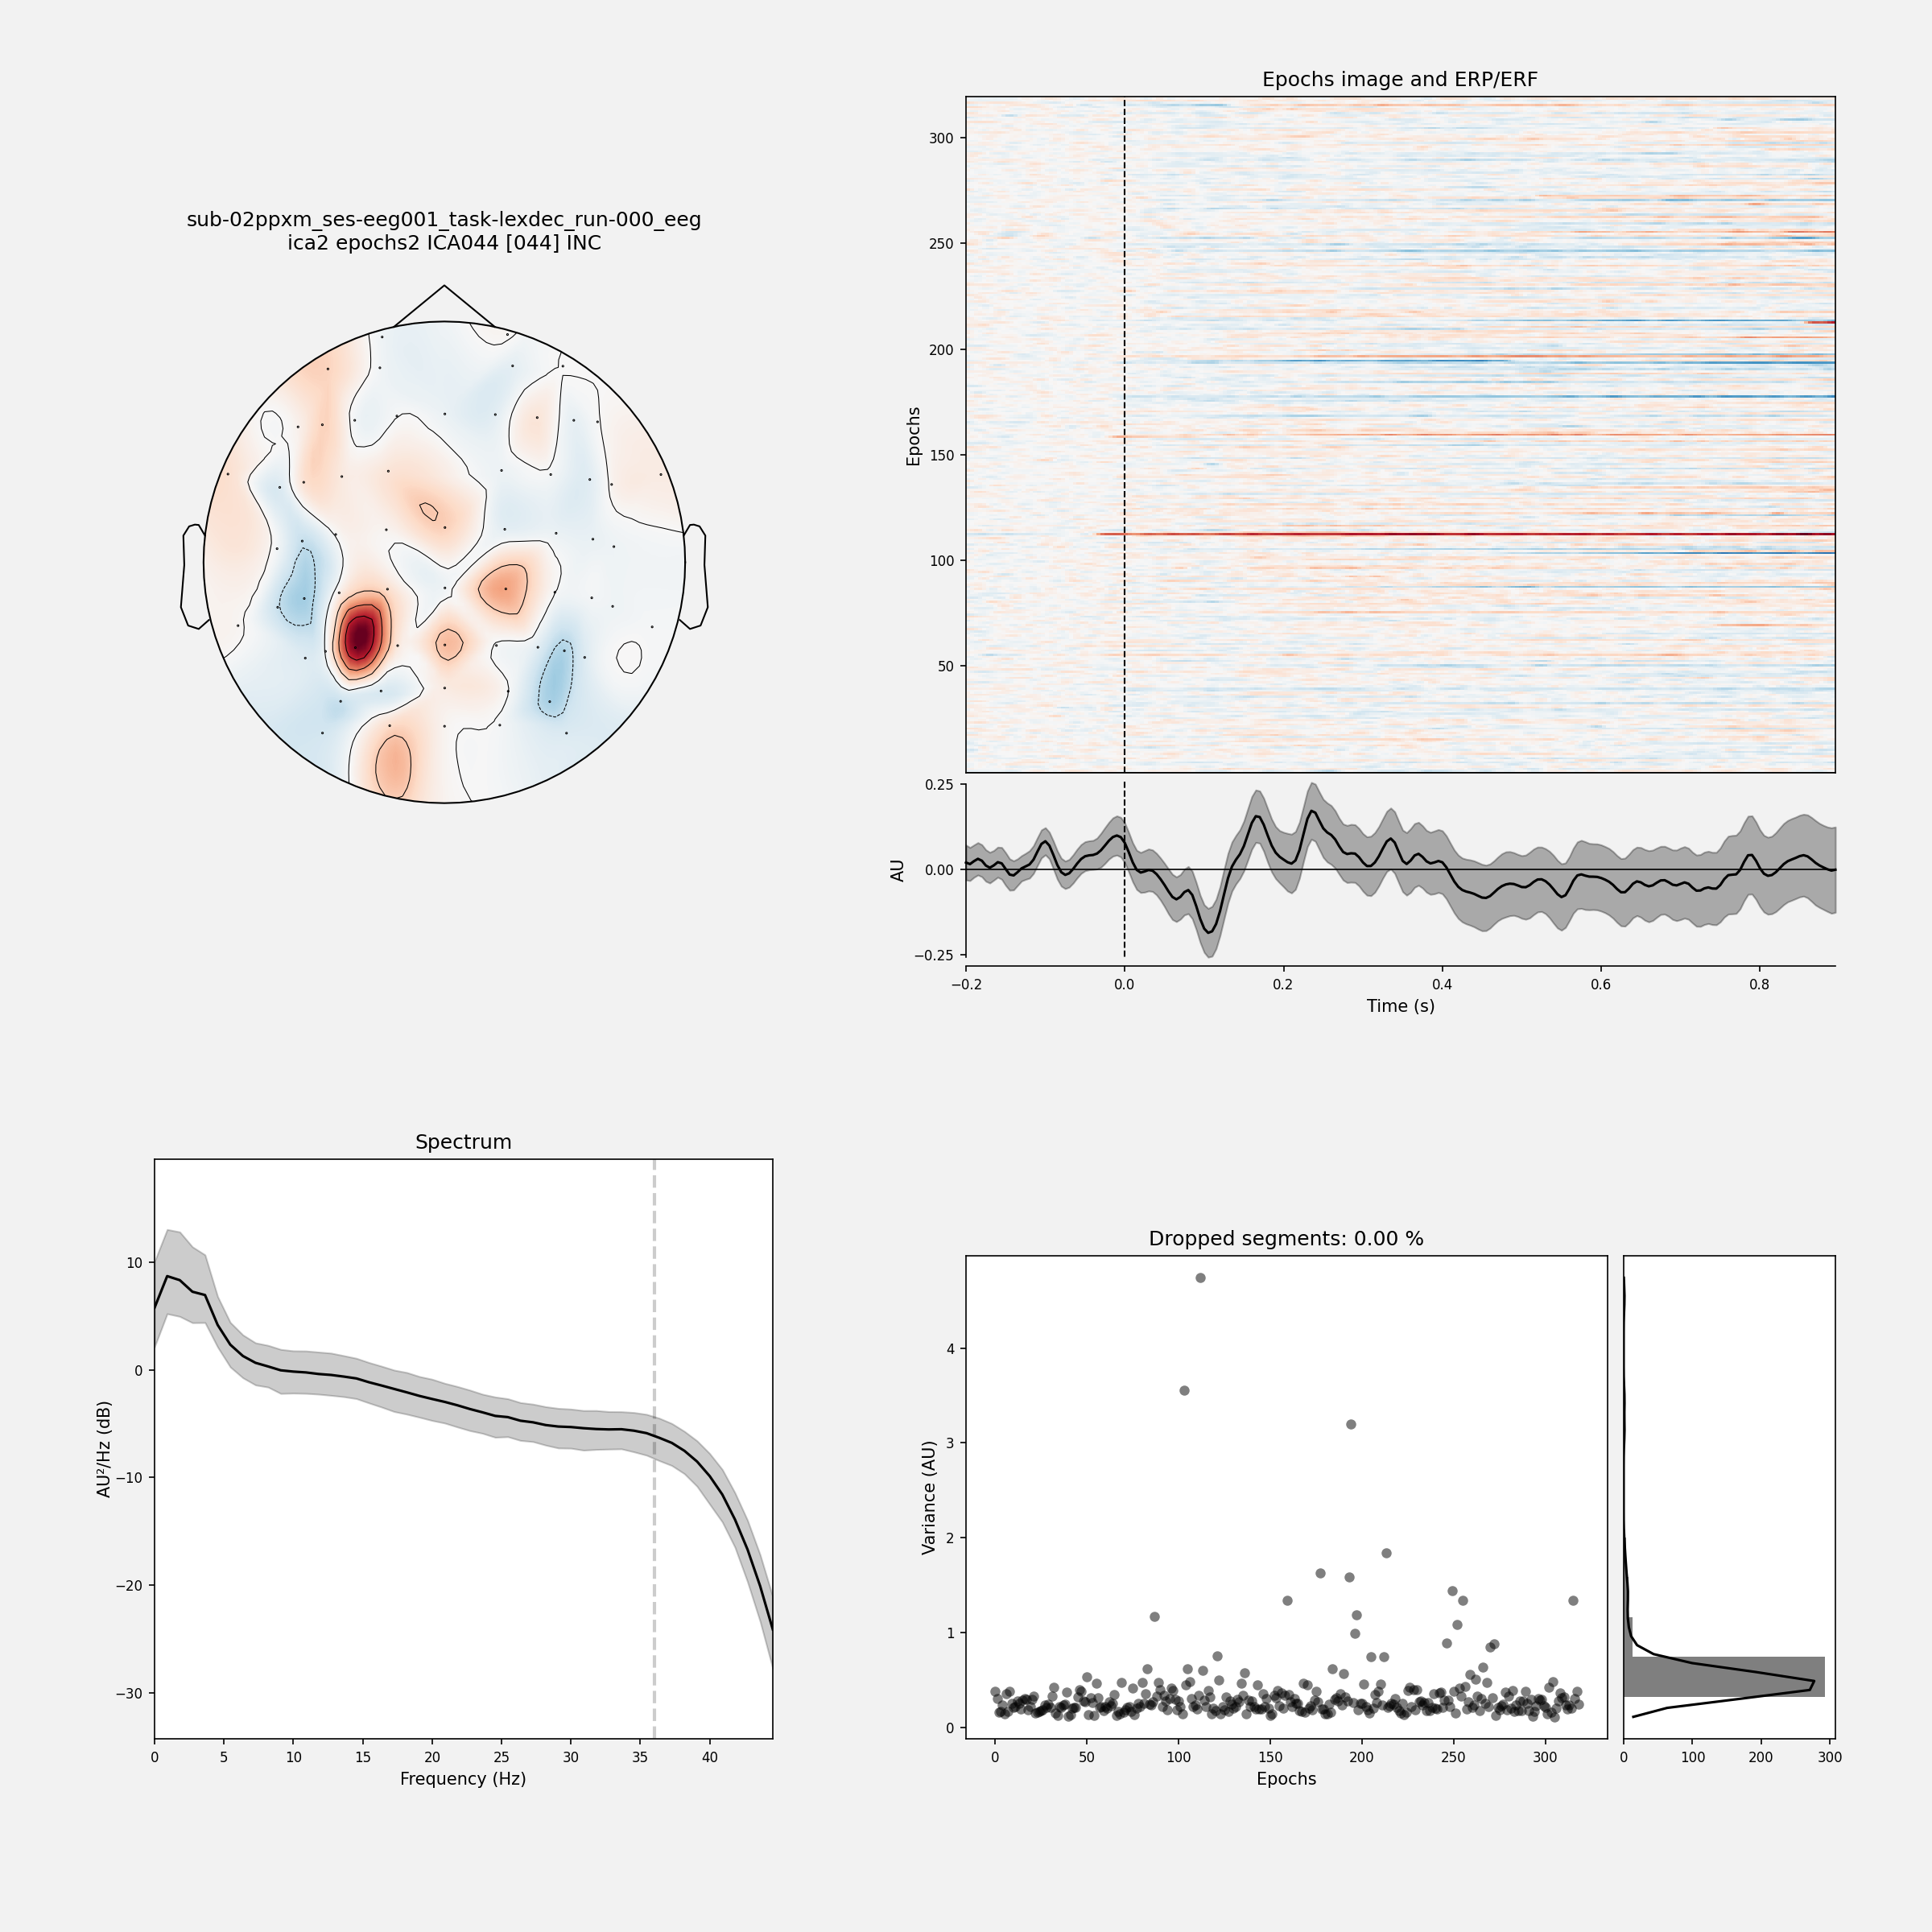 sub-02ppxm_ses-eeg001_task-lexdec_run-000_eeg
ica2 epochs2 ICA044 [044] INC
Epochs image and ERP/ERF
300
250
200
150
100
50
Epochs
0.25
0.00
−0.25
AU
−0.2 0.0 0.2 0.4 0.6 0.8
Time (s)
Spectrum
10
0
−10
−20
−30
AU²/Hz (dB)
0 5 10 15 20 25 30 35 40
Frequency (Hz)
Dropped segments: 0.00 %
4
3
2
1
0
Variance (AU)
0 50 100 150 200 250 300
Epochs
0 100 200 300